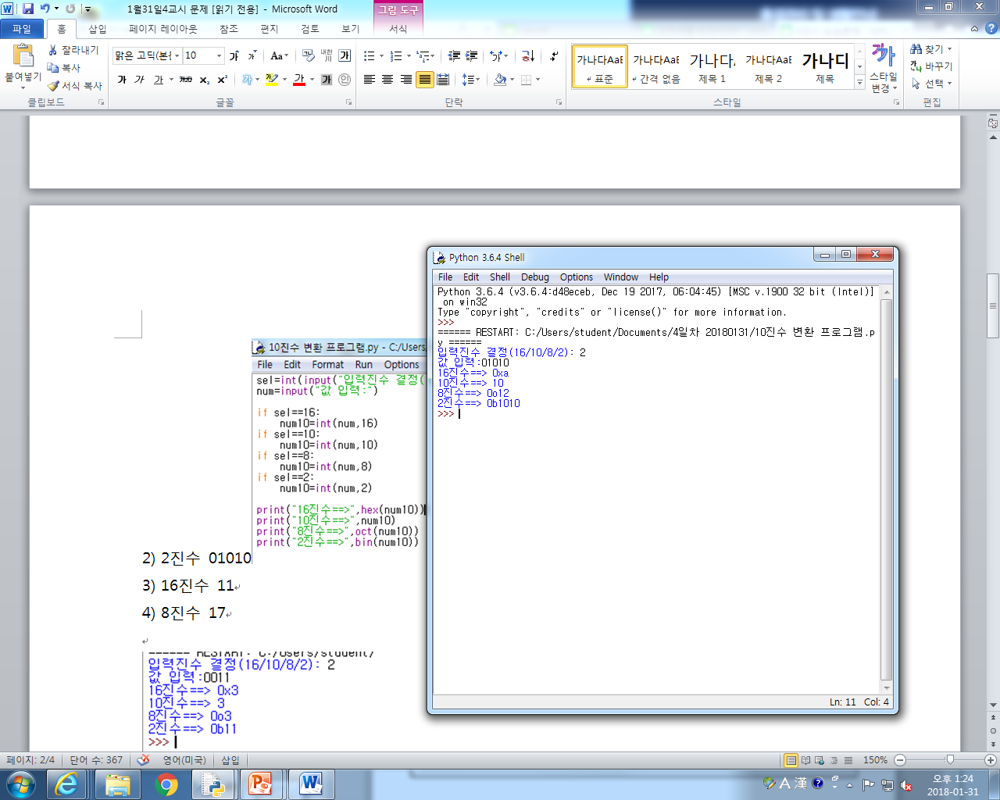 1월31일4교시 문제 [읽기 전용] - Microsoft Word
그림 도구
파일 홈 삽입 페이지 레이아웃 참조 편지 검토 보기 서식
붙여넣기
잘라내기
복사
서식 복사
클립보드
맑은 고딕(본문 10
글꼴
단락
가나다AaB 가나다AaB 가나다, 가나다AaB 가나다
표준 간격 없음 제목 1 제목 2 제목
스타일 변경
스타일
찾기
바꾸기
선택
편집
10진수 변환 프로그램.py - C:/Users
File Edit Format Run Options
sel=int(input("입력진수 결정(
num=input("값 입력:")
if sel==16:
num10=int(num,16)
if sel==10:
num10=int(num,10)
if sel==8:
num10=int(num,8)
if sel==2:
num10=int(num,2)
print("16진수==>",hex(num10))
print("10진수==>",num10)
print("8진수==>",oct(num10))
print("2진수==>",bin(num10))
2) 2진수 01010
3) 16진수 11
4) 8진수 17
====== RESTART: C:/Users/student/
입력진수 결정(16/10/8/2): 2
값 입력:0011
16진수==> 0x3
10진수==> 3
8진수==> 0o3
2진수==> 0b11
>>>
Python 3.6.4 Shell
File Edit Shell Debug Options Window Help
Python 3.6.4 (v3.6.4:d48eceb, Dec 19 2017, 06:04:45) [MSC v.1900 32 bit (Intel)]
on win32
Type "copyright", "credits" or "license()" for more information.
>>>
====== RESTART: C:/Users/student/Documents/4일차 20180131/10진수 변환 프로그램.p
y ======
입력진수 결정(16/10/8/2): 2
값 입력:01010
16진수==> 0xa
10진수==> 10
8진수==> 0o12
2진수==> 0b1010
>>>
Ln: 11 Col: 4
페이지: 2/4 단어 수: 367 영어(미국) 삽입 150%
A 漢
오후 1:24
2018-01-31